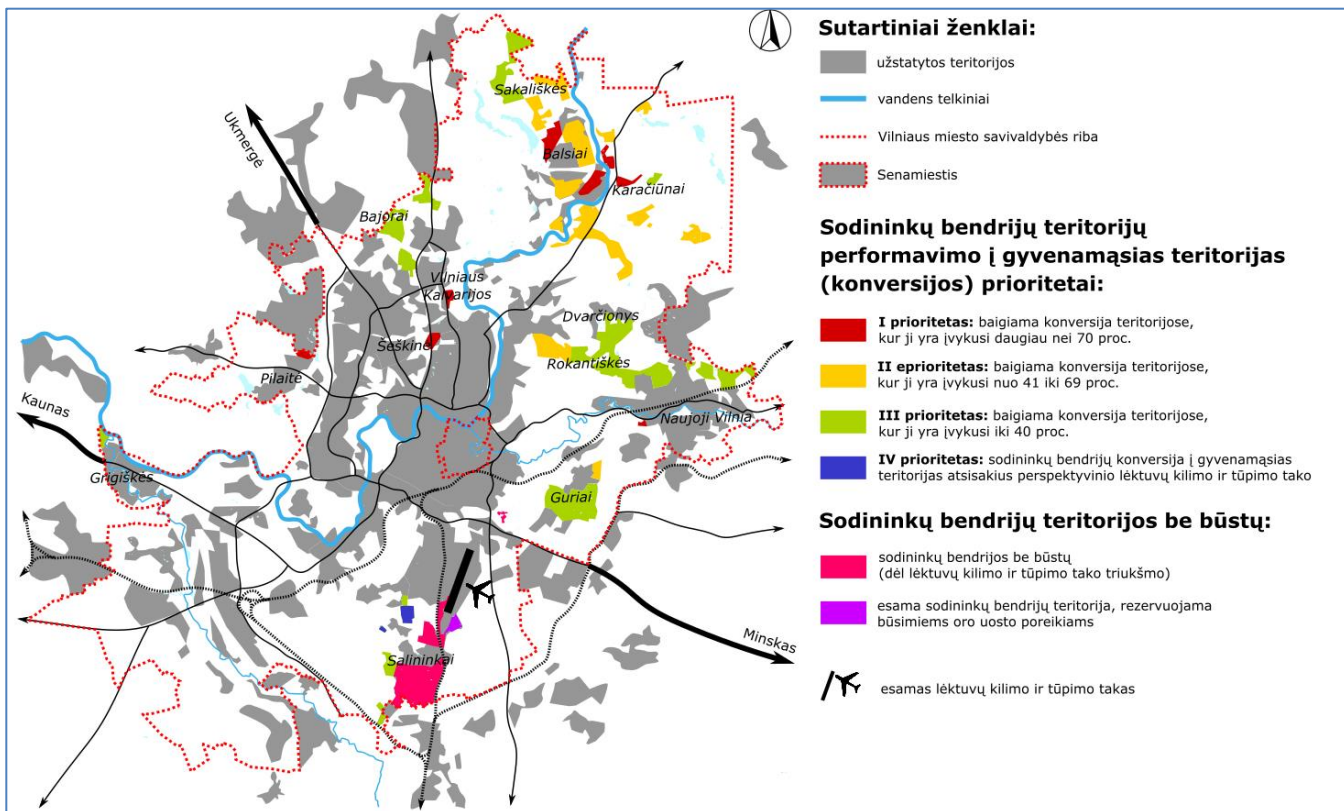 Sakališkės
Ukmergė
Balsiai
Karačiūnai
Bajorai
Vilniaus
Kalvarijos
Dvarčionys
Šeškinė
Rokantiškės
Pilaitė
Kaunas
Naujoji Vilnia
Grigiškės
Guriai
Minskas
Salininkai
Sutartiniai ženklai:
užstatytos teritorijos
vandens telkiniai
Vilniaus miesto savivaldybės riba
Senamiestis
Sodininkų bendrijų teritorijų
performavimo į gyvenamąsias teritorijas
(konversijos) prioritetai:
I prioritetas: baigiama konversija teritorijose,
kur ji yra įvykusi daugiau nei 70 proc.
II eprioritetas: baigiama konversija teritorijose,
kur ji yra įvykusi nuo 41 iki 69 proc.
III prioritetas: baigiama konversija teritorijose,
kur ji yra įvykusi iki 40 proc.
IV prioritetas: sodininkų bendrijų konversija į gyvenamąsias
teritorijas atsisakius perspektyvinio lėktuvų kilimo ir tūpimo tako
Sodininkų bendrijų teritorijos be būstų:
sodininkų bendrijos be būstų
(dėl lėktuvų kilimo ir tūpimo tako triukšmo)
esama sodininkų bendrijų teritorija, rezervuojama
būsimiems oro uosto poreikiams
esamas lėktuvų kilimo ir tūpimo takas